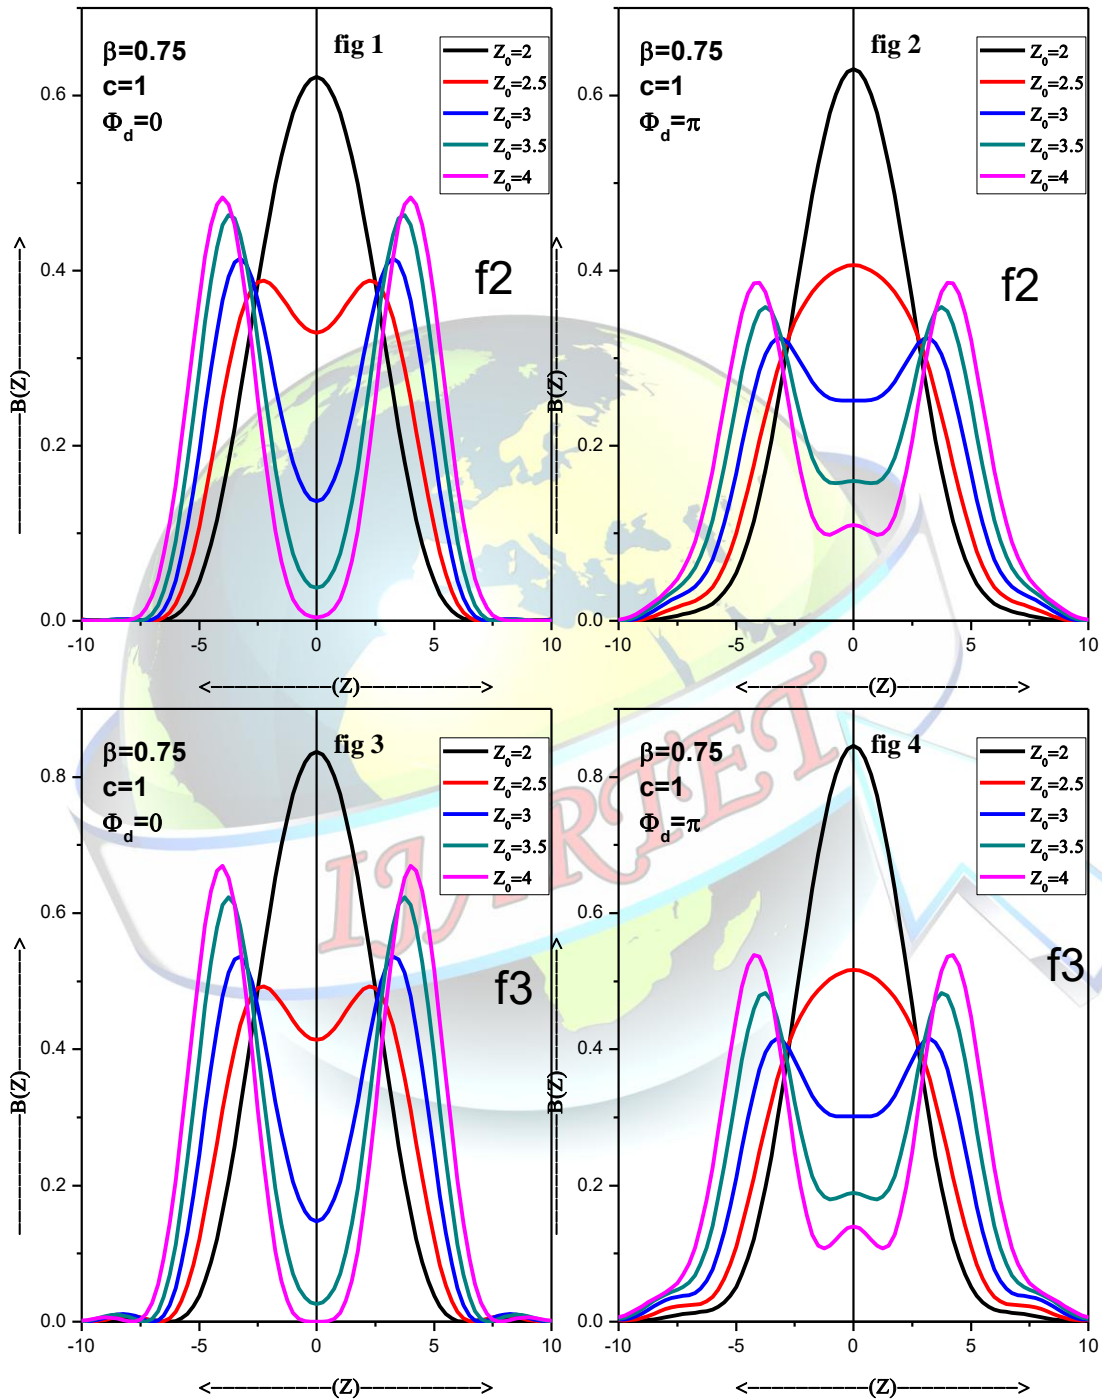 fig 1
β=0.75
c=1
Φd=0
Z0=2
Z0=2.5
Z0=3
Z0=3.5
Z0=4
f2
0.6
0.4
0.2
0.0
-10 -5 0 5 10
B(Z)
(Z)
fig 2
β=0.75
c=1
Φd=π
Z0=2
Z0=2.5
Z0=3
Z0=3.5
Z0=4
f2
0.6
0.4
0.2
0.0
-10 -5 0 5 10
B(Z)
(Z)
fig 3
β=0.75
c=1
Φd=0
Z0=2
Z0=2.5
Z0=3
Z0=3.5
Z0=4
f3
0.8
0.6
0.4
0.2
0.0
-10 -5 0 5 10
B(Z)
(Z)
fig 4
β=0.75
c=1
Φd=π
Z0=2
Z0=2.5
Z0=3
Z0=3.5
Z0=4
f3
0.8
0.6
0.4
0.2
0.0
-10 -5 0 5 10
B(Z)
(Z)